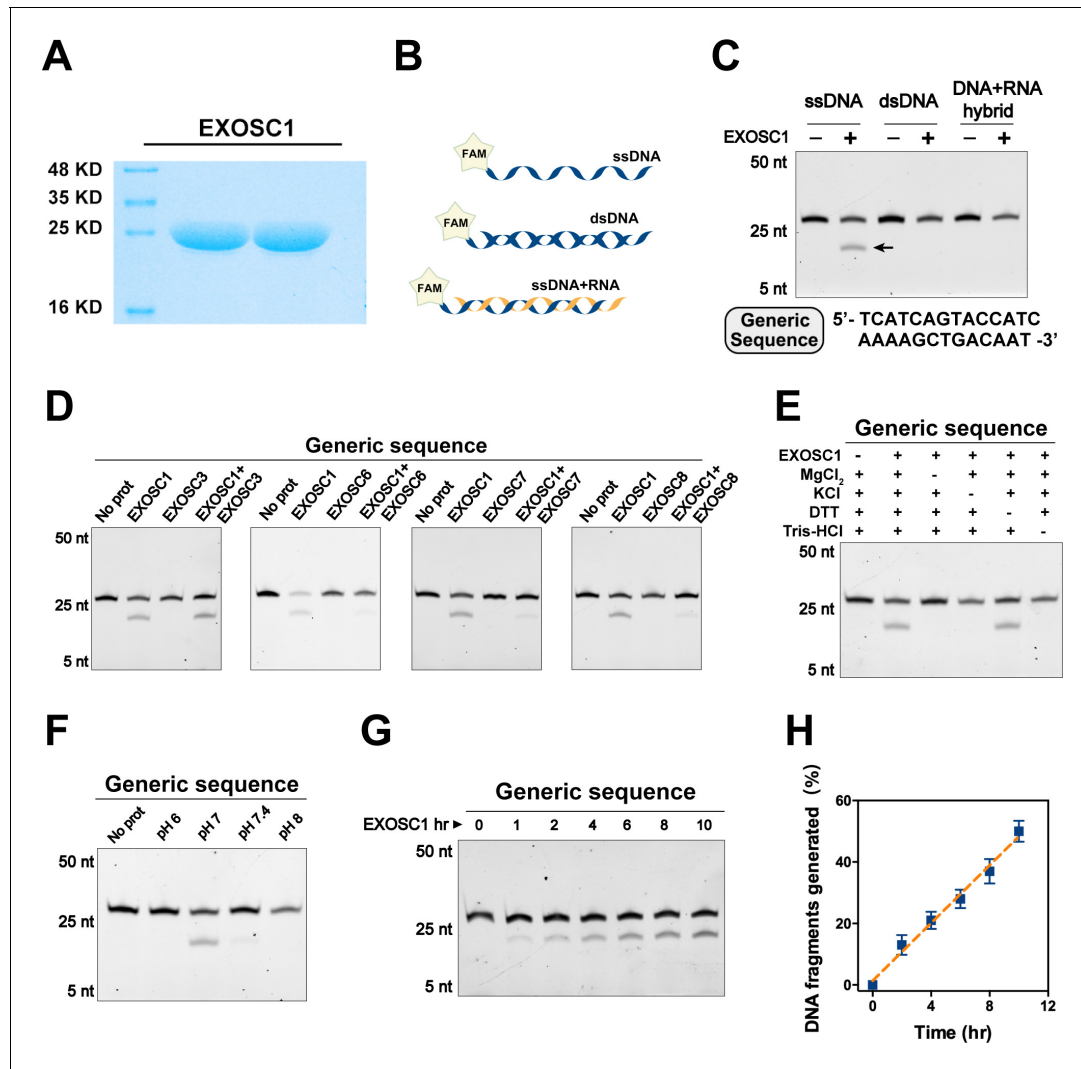 A
EXOSC1
48 KD
35 KD
25 KD
16 KD
B
FAM
ssDNA
FAM
dsDNA
FAM
ssDNA+RNA
C
ssDNA dsDNA DNA+RNA hybrid
EXOSC1 – + – + – +
50 nt
25 nt
5 nt
Generic Sequence
5’- TCATCAGTACCATC
AAAAGCTGACAAT -3’
D
Generic sequence
No prot EXOSC1 EXOSC3 EXOSC1+ EXOSC3
No prot EXOSC1 EXOSC6 EXOSC1+ EXOSC6
No prot EXOSC1 EXOSC7 EXOSC1+ EXOSC7
No prot EXOSC1 EXOSC8 EXOSC1+ EXOSC8
50 nt
25 nt
5 nt
E
Generic sequence
EXOSC1 - + + + + +
MgCl2 + + - + + +
KCl + + + - + +
DTT + + + + - +
Tris-HCl + + + + + -
50 nt
25 nt
5 nt
F
Generic sequence
No prot pH 6 pH 7 pH 7.4 pH 8
50 nt
25 nt
5 nt
G
Generic sequence
EXOSC1 hr ► 0 1 2 4 6 8 10
50 nt
25 nt
5 nt
H
DNA fragments generated (%)
60
40
20
0
0 4 8 12
Time (hr)